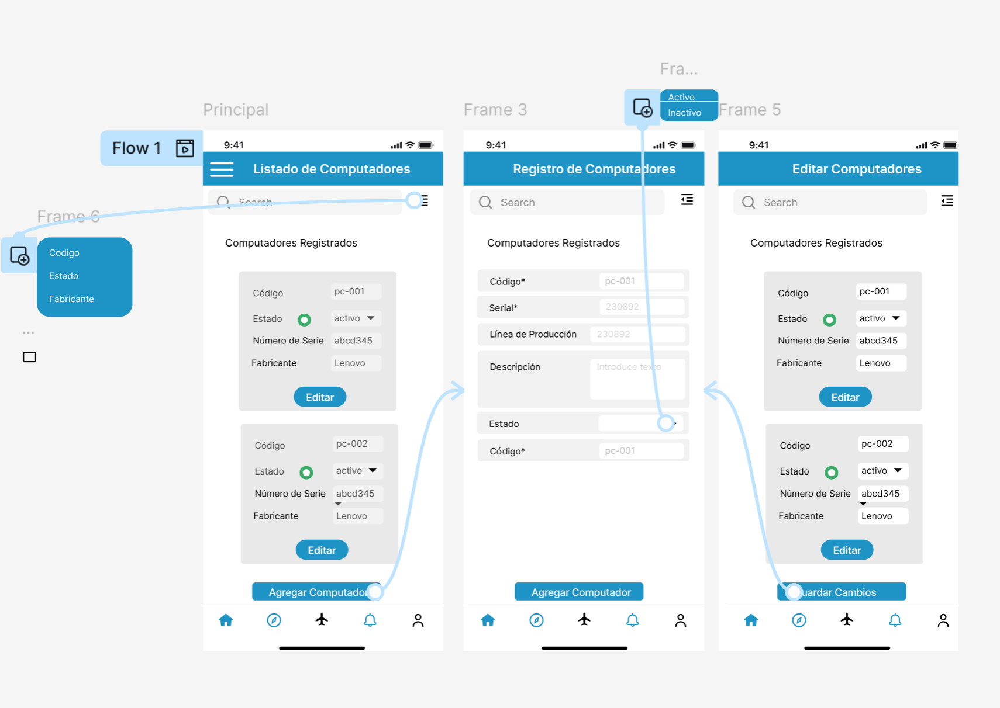 Fra...
Activo
Inactivo
Principal
Frame 3
Frame 5
Flow 1
9:41
Listado de Computadores
Search
Computadores Registrados
Código
pc-001
Estado
activo
Número de Serie
abcd345
Fabricante
Lenovo
Editar
Código
pc-002
Estado
activo
Número de Serie
abcd345
Fabricante
Lenovo
Editar
Agregar Computador
Frame 6
Codigo
Estado
Fabricante
...
9:41
Registro de Computadores
Search
Computadores Registrados
Código*
pc-001
Serial*
230892
Línea de Producción
230892
Descripción
Introduce texto
Estado
Código*
pc-001
Agregar Computador
9:41
Editar Computadores
Search
Computadores Registrados
Código
pc-001
Estado
activo
Número de Serie
abcd345
Fabricante
Lenovo
Editar
Código
pc-002
Estado
activo
Número de Serie
abcd345
Fabricante
Lenovo
Editar
uardar Cambios